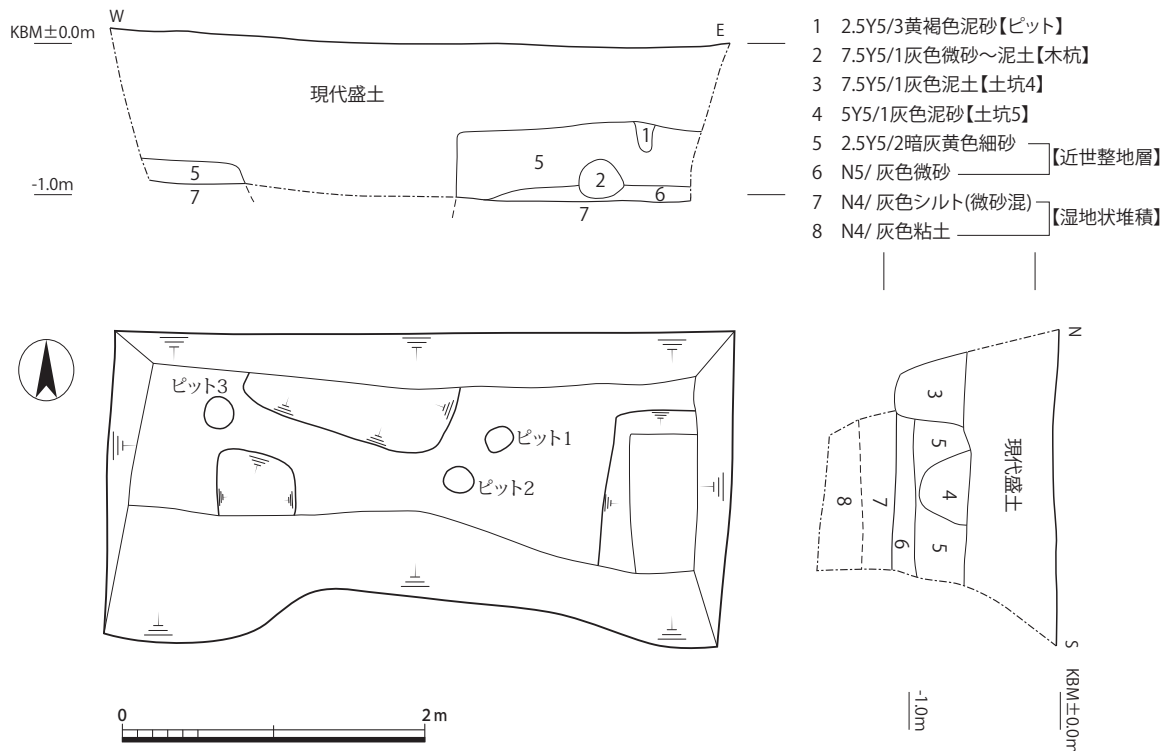 W
KBM±0.0m
E
現代盛土
1
5
5
2
-1.0m
7
6
7
1 2.5Y5/3黄褐色泥砂【ピット】
2 7.5Y5/1灰色微砂～泥土【木杭】
3 7.5Y5/1灰色泥土【土坑4】
4 5Y5/1灰色泥砂【土坑5】
5 2.5Y5/2暗灰黄色細砂
【近世整地層】
6 N5/ 灰色微砂
7 N4/ 灰色シルト(微砂混)
【湿地状堆積】
8 N4/ 灰色粘土
ピット3
ピット1
ピット2
N
3
5
現代盛土
4
8
7
6
5
S
-1.0m
KBM±0.0m
0
2m